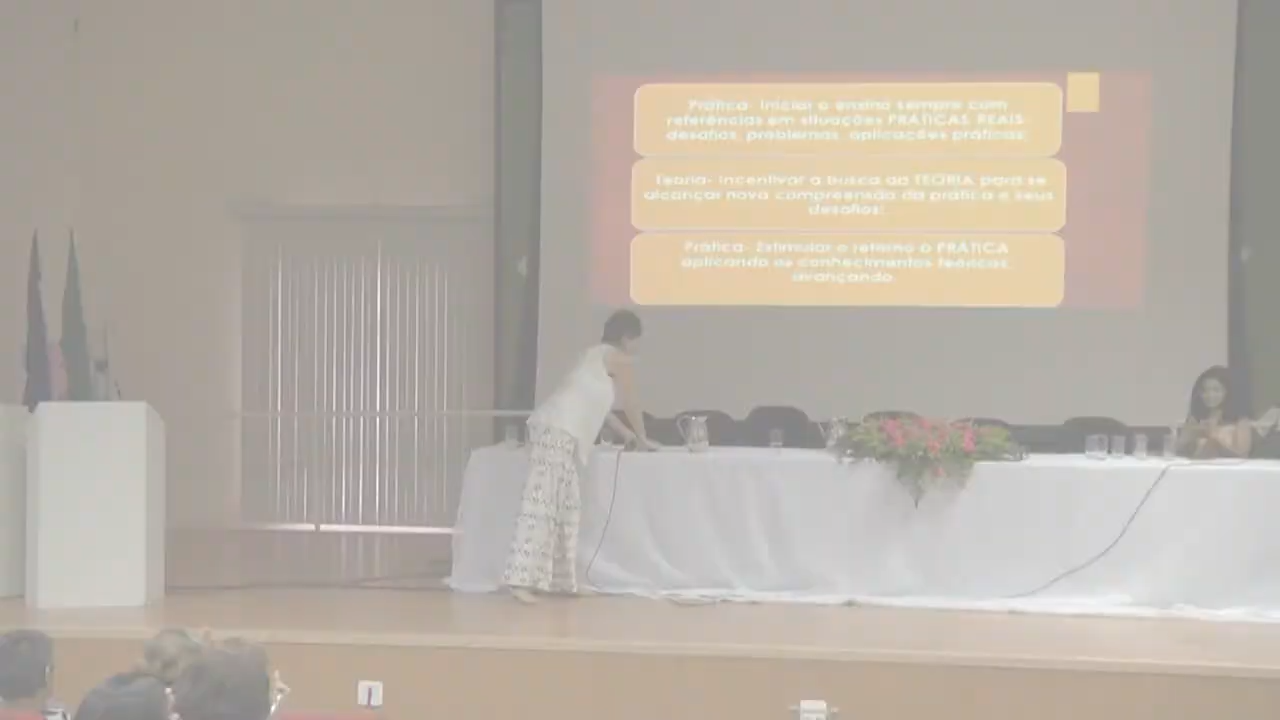 Prática- Iniciar o ensino sempre com
referências em situações PRÁTICAS, REAIS:
desafios, problemas, aplicações práticas;
Teoria- Incentivar a busca da TEORIA para se
alcançar nova compreensão da prática e seus
desafios;
Prática- Estimular o retorno à PRÁTICA
aplicando os conhecimentos teóricos,
avançando.